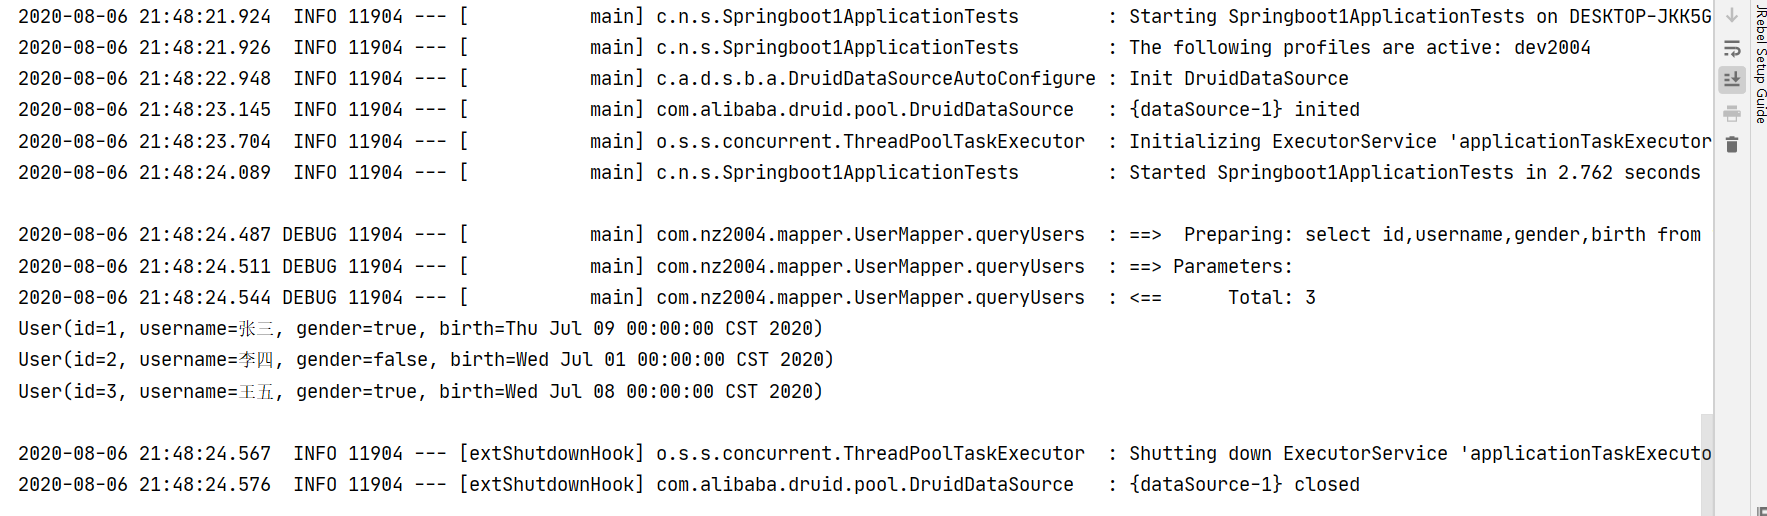 2020-08-06 21:48:21.924  INFO 11904 --- [           main] c.n.s.Springboot1ApplicationTests        : Starting Springboot1ApplicationTests on DESKTOP-JKK5G
2020-08-06 21:48:21.926  INFO 11904 --- [           main] c.n.s.Springboot1ApplicationTests        : The following profiles are active: dev2004
2020-08-06 21:48:22.948  INFO 11904 --- [           main] c.a.d.s.b.a.DruidDataSourceAutoConfigure : Init DruidDataSource
2020-08-06 21:48:23.145  INFO 11904 --- [           main] com.alibaba.druid.pool.DruidDataSource   : {dataSource-1} inited
2020-08-06 21:48:23.704  INFO 11904 --- [           main] o.s.s.concurrent.ThreadPoolTaskExecutor  : Initializing ExecutorService 'applicationTaskExecutor
2020-08-06 21:48:24.089  INFO 11904 --- [           main] c.n.s.Springboot1ApplicationTests        : Started Springboot1ApplicationTests in 2.762 seconds
2020-08-06 21:48:24.487 DEBUG 11904 --- [           main] com.nz2004.mapper.UserMapper.queryUsers  : ==>  Preparing: select id,username,gender,birth from
2020-08-06 21:48:24.511 DEBUG 11904 --- [           main] com.nz2004.mapper.UserMapper.queryUsers  : ==> Parameters:
2020-08-06 21:48:24.544 DEBUG 11904 --- [           main] com.nz2004.mapper.UserMapper.queryUsers  : <==      Total: 3
User(id=1, username=张三, gender=true, birth=Thu Jul 09 00:00:00 CST 2020)
User(id=2, username=李四, gender=false, birth=Wed Jul 01 00:00:00 CST 2020)
User(id=3, username=王五, gender=true, birth=Wed Jul 08 00:00:00 CST 2020)
2020-08-06 21:48:24.567  INFO 11904 --- [extShutdownHook] o.s.s.concurrent.ThreadPoolTaskExecutor  : Shutting down ExecutorService 'applicationTaskExecuto
2020-08-06 21:48:24.576  INFO 11904 --- [extShutdownHook] com.alibaba.druid.pool.DruidDataSource   : {dataSource-1} closed
JRebel Setup Guide